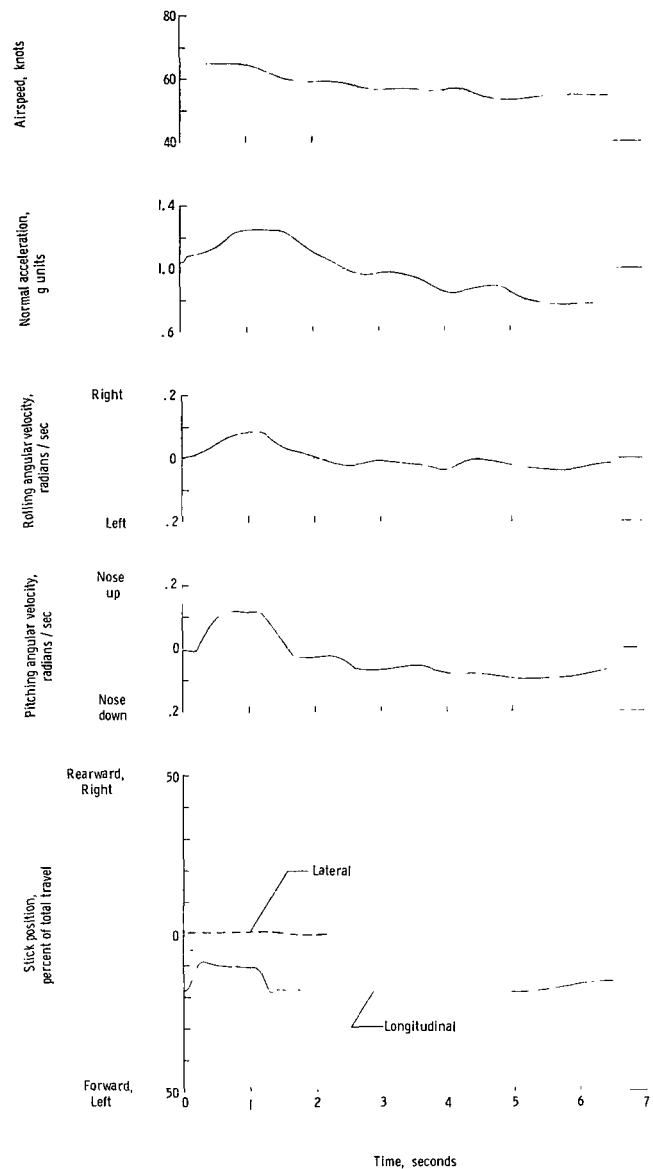 80
60
40
Airspeed, knots
1.4
1.0
.6
Normal acceleration,
g units
Right
.2
0
.2
Left
Rolling angular velocity,
radians / sec
Nose
up
.2
0
.2
Nose
down
Pitching angular velocity,
radians / sec
Rearward,
Right
50
0
50
Forward,
Left
Stick position,
percent of total travel
Lateral
Longitudinal
0 1 2 3 4 5 6 7
Time, seconds